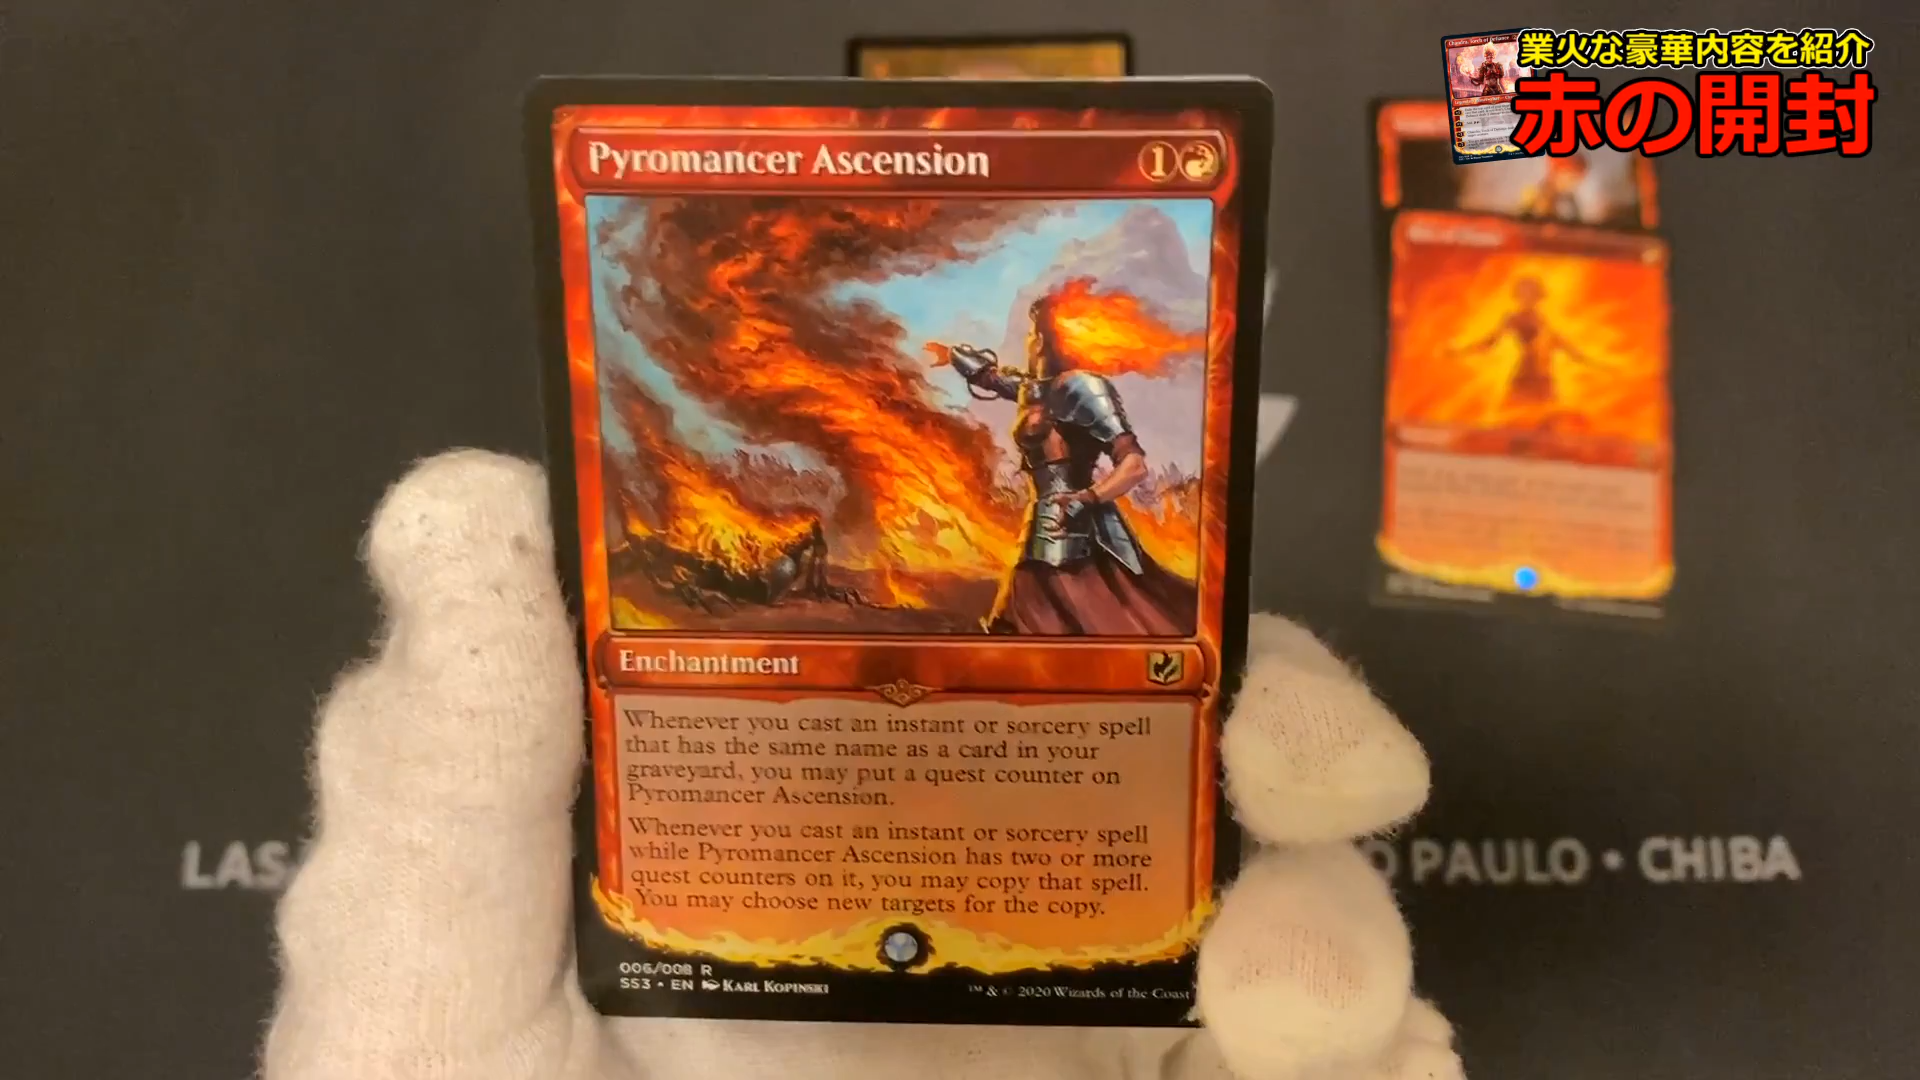 業火な豪華内容を紹介
赤の開封
Pyromancer Ascension
1
Enchantment
Whenever you cast an instant or sorcery spell
that has the same name as a card in your
graveyard, you may put a quest counter on
Pyromancer Ascension.
Whenever you cast an instant or sorcery spell
while Pyromancer Ascension has two or more
quest counters on it, you may copy that spell.
You may choose new targets for the copy.
006/008 R
SS3 • EN KARL KOPINSKI
™ & © 2020 Wizards of the Coast
LAS
O PAULO • CHIBA